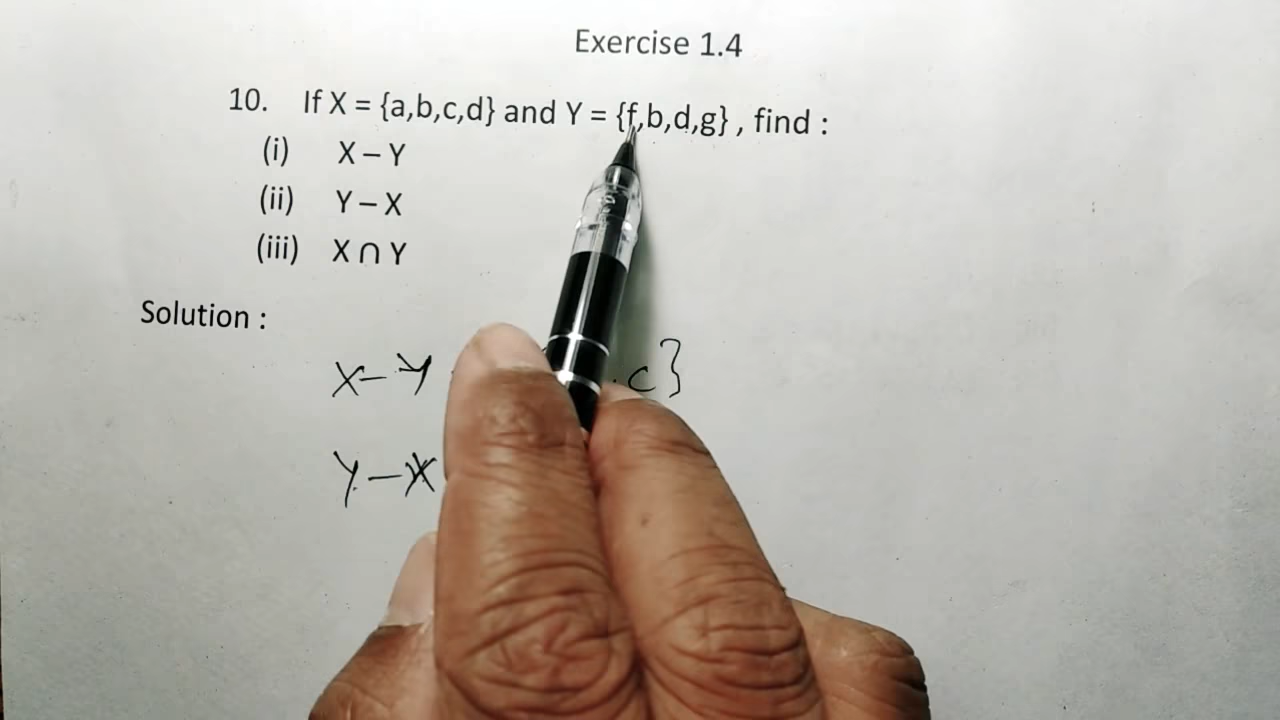 Exercise 1.4
10. If X = {a,b,c,d} and Y = {f,b,d,g} , find :
(i) X – Y
(ii) Y – X
(iii) X ∩ Y
Solution :
X – Y c}
Y – X